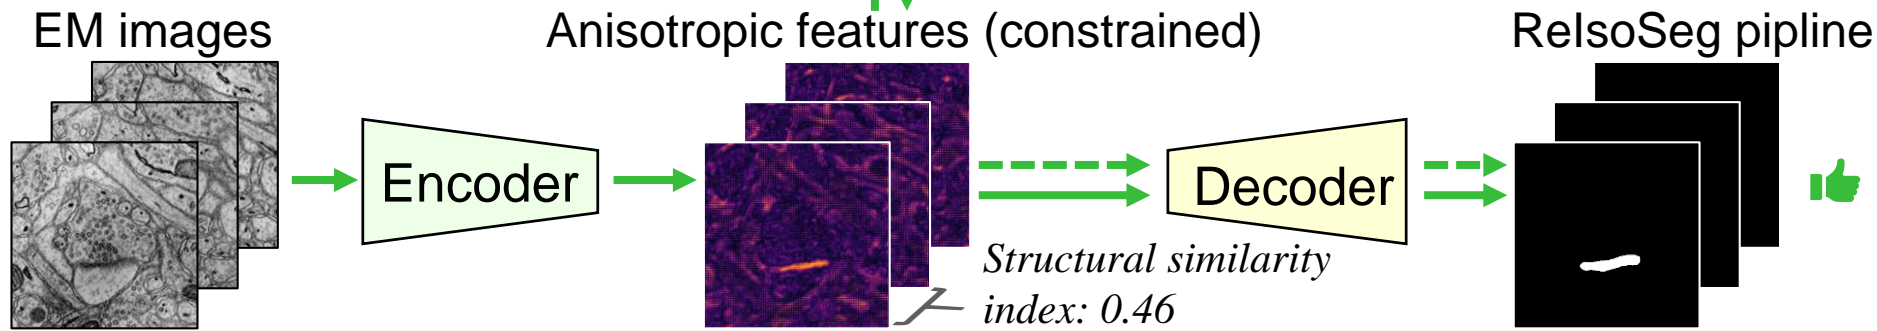 EM images
Anisotropic features (constrained)
ReIsoSeg pipline
Encoder
Decoder
Structural similarity
index: 0.46